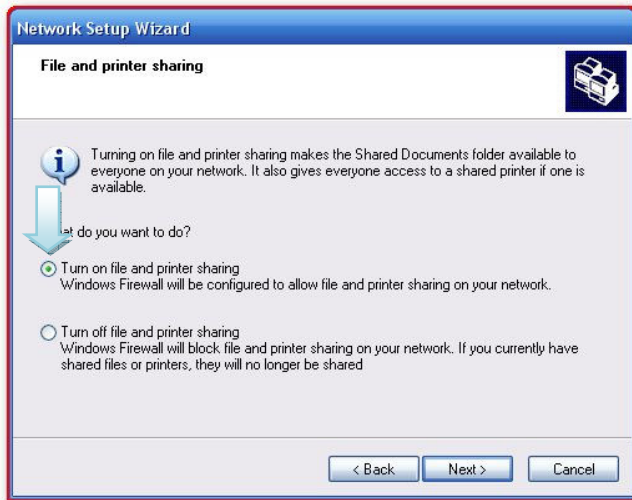 Network Setup Wizard
File and printer sharing
Turning on file and printer sharing makes the Shared Documents folder available to
everyone on your network. It also gives everyone access to a shared printer if one is
available.
do you want to do?
Turn on file and printer sharing
Windows Firewall will be configured to allow file and printer sharing on your network.
Turn off file and printer sharing
Windows Firewall will block file and printer sharing on your network. If you currently have
shared files or printers, they will no longer be shared
< Back
Next >
Cancel